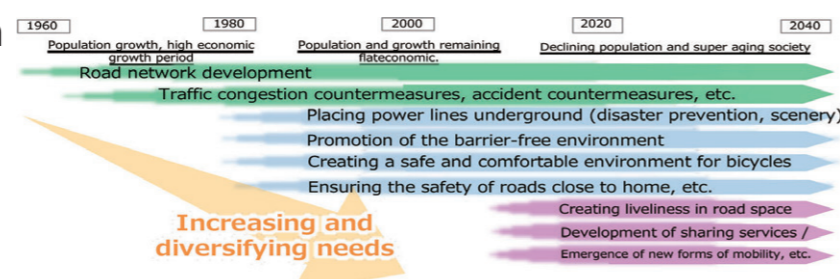 1960
1980
2000
2020
2040
Population growth, high economic
growth period
Population and growth remaining
flateconomic.
Declining population and super aging society
Road network development
Traffic congestion countermeasures, accident countermeasures, etc.
Placing power lines underground (disaster prevention, scenery)
Promotion of the barrier-free environment
Creating a safe and comfortable environment for bicycles
Ensuring the safety of roads close to home, etc.
Creating liveliness in road space
Development of sharing services /
Emergence of new forms of mobility, etc.
Increasing and
diversifying needs